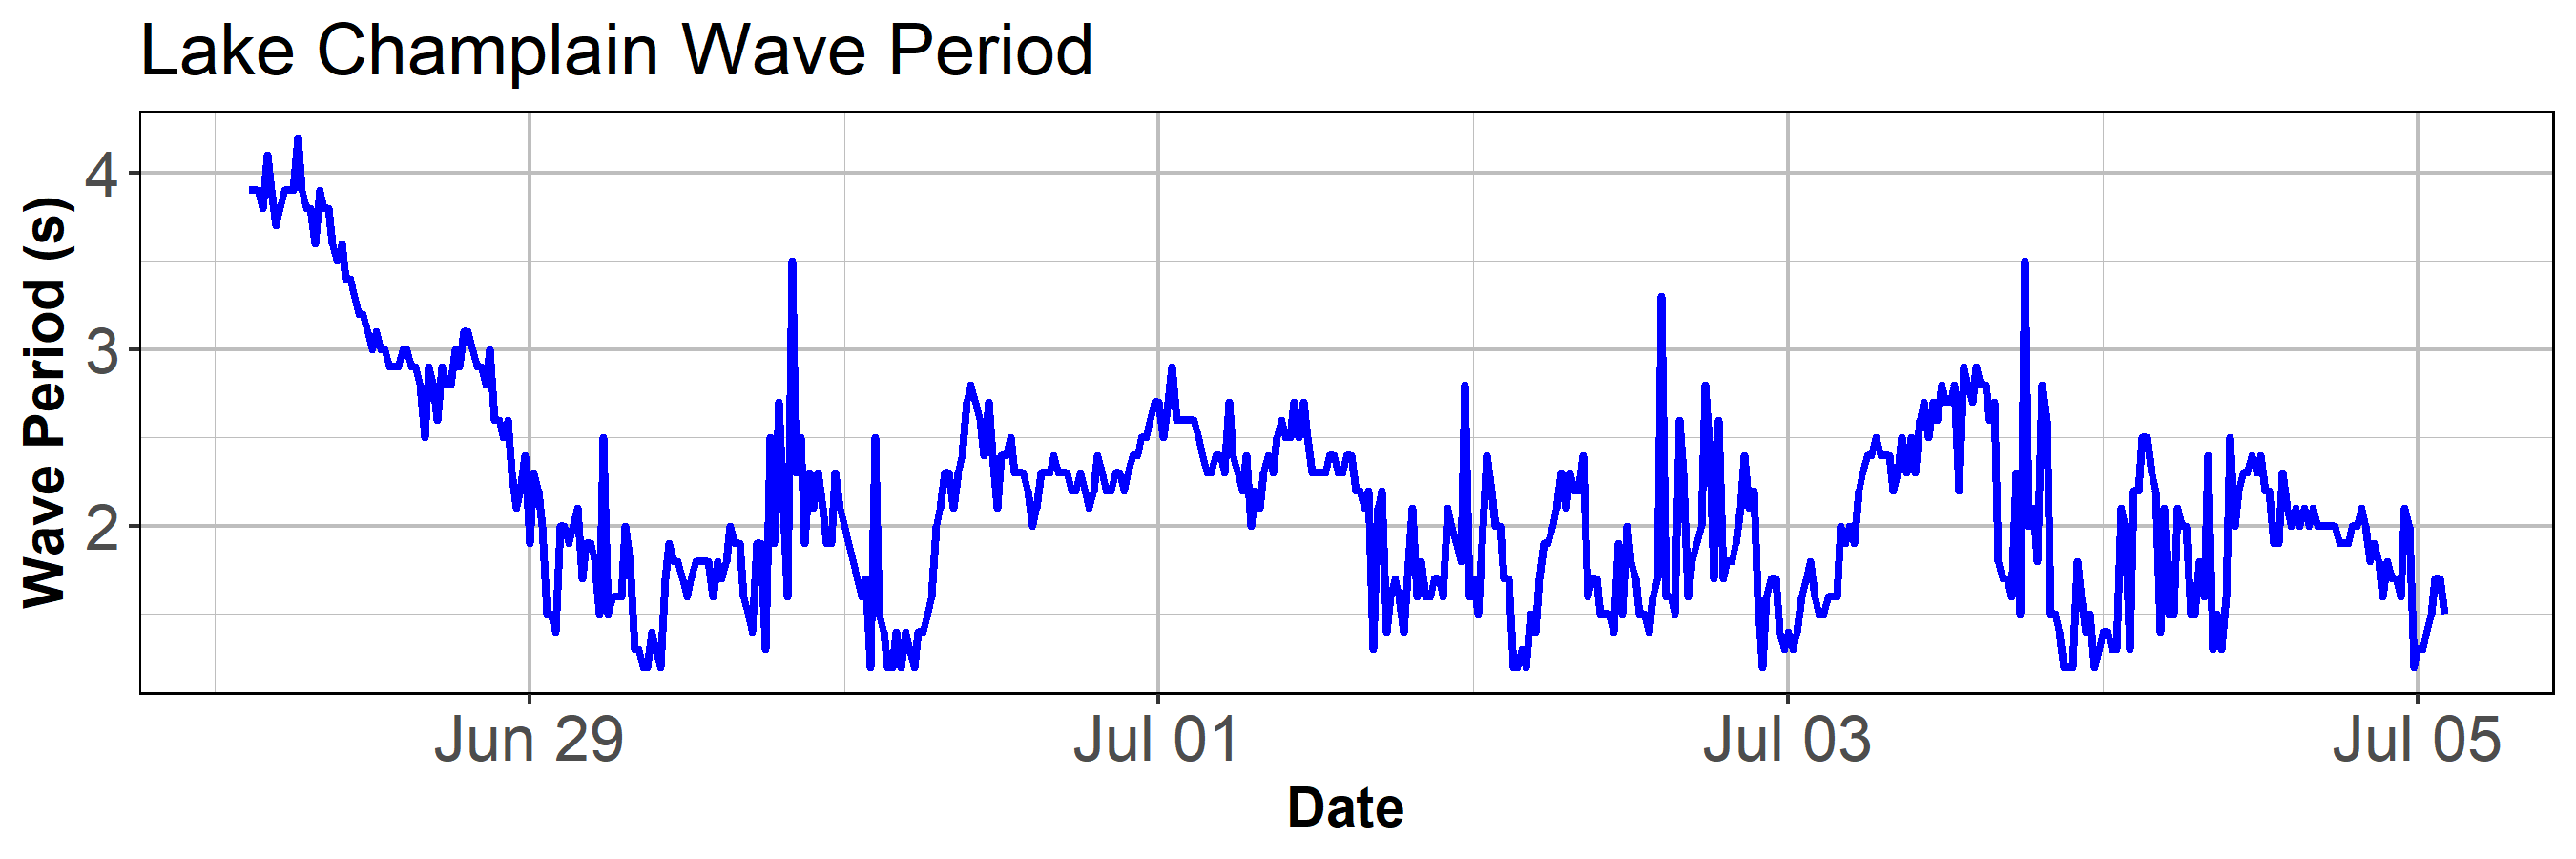 Lake Champlain Wave Period
Wave Period (s)
4
3
2
Jun 29
Jul 01
Jul 03
Jul 05
Date